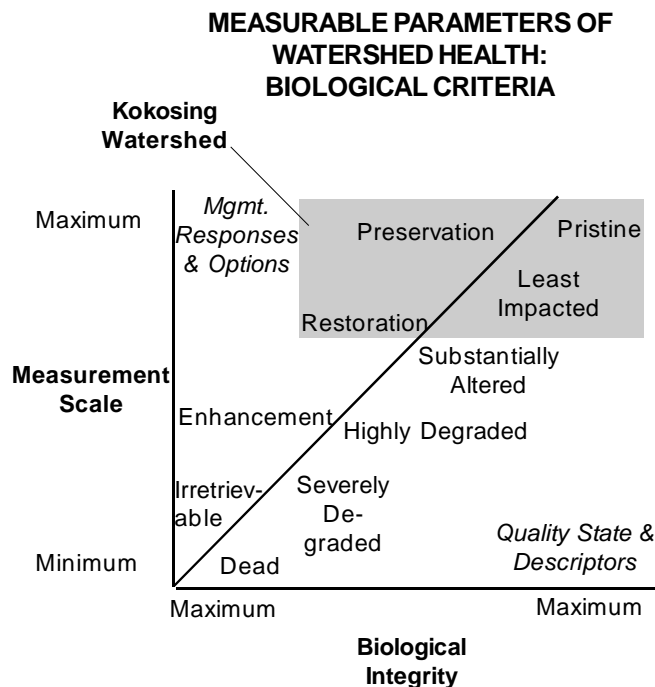 MEASURABLE PARAMETERS OF
WATERSHED HEALTH:
BIOLOGICAL CRITERIA
Kokosing
Watershed
Maximum
Mgmt.
Responses
& Options
Preservation
Pristine
Least
Impacted
Restoration
Substantially
Altered
Measurement
Scale
Enhancement
Highly Degraded
Irretriev-
able
Severely
De-
graded
Minimum
Dead
Quality State &
Descriptors
Maximum
Maximum
Biological
Integrity